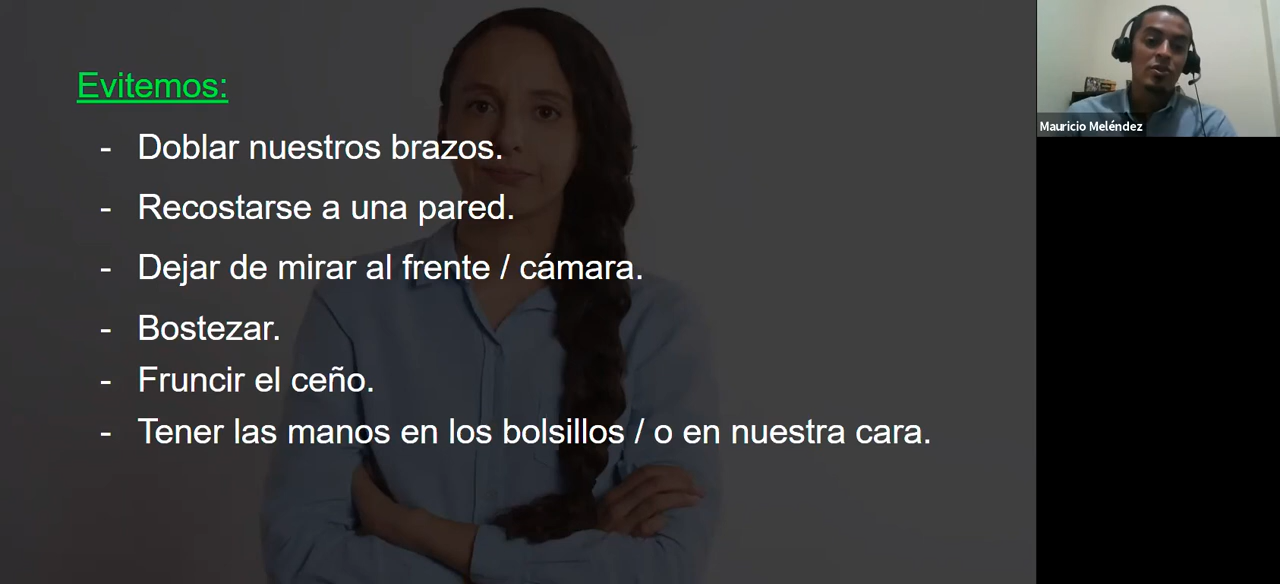 Evitemos:
- Doblar nuestros brazos.
- Recostarse a una pared.
- Dejar de mirar al frente / cámara.
- Bostezar.
- Fruncir el ceño.
- Tener las manos en los bolsillos / o en nuestra cara.
Mauricio Meléndez